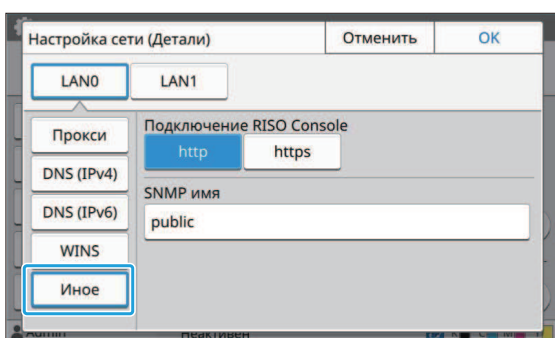 Настройка сети (Детали)
Отменить
OK
LAN0
LAN1
Прокси
DNS (IPv4)
DNS (IPv6)
WINS
Иное
Подключение RISO Console
http
https
SNMP имя
public
Admin
Неактивен